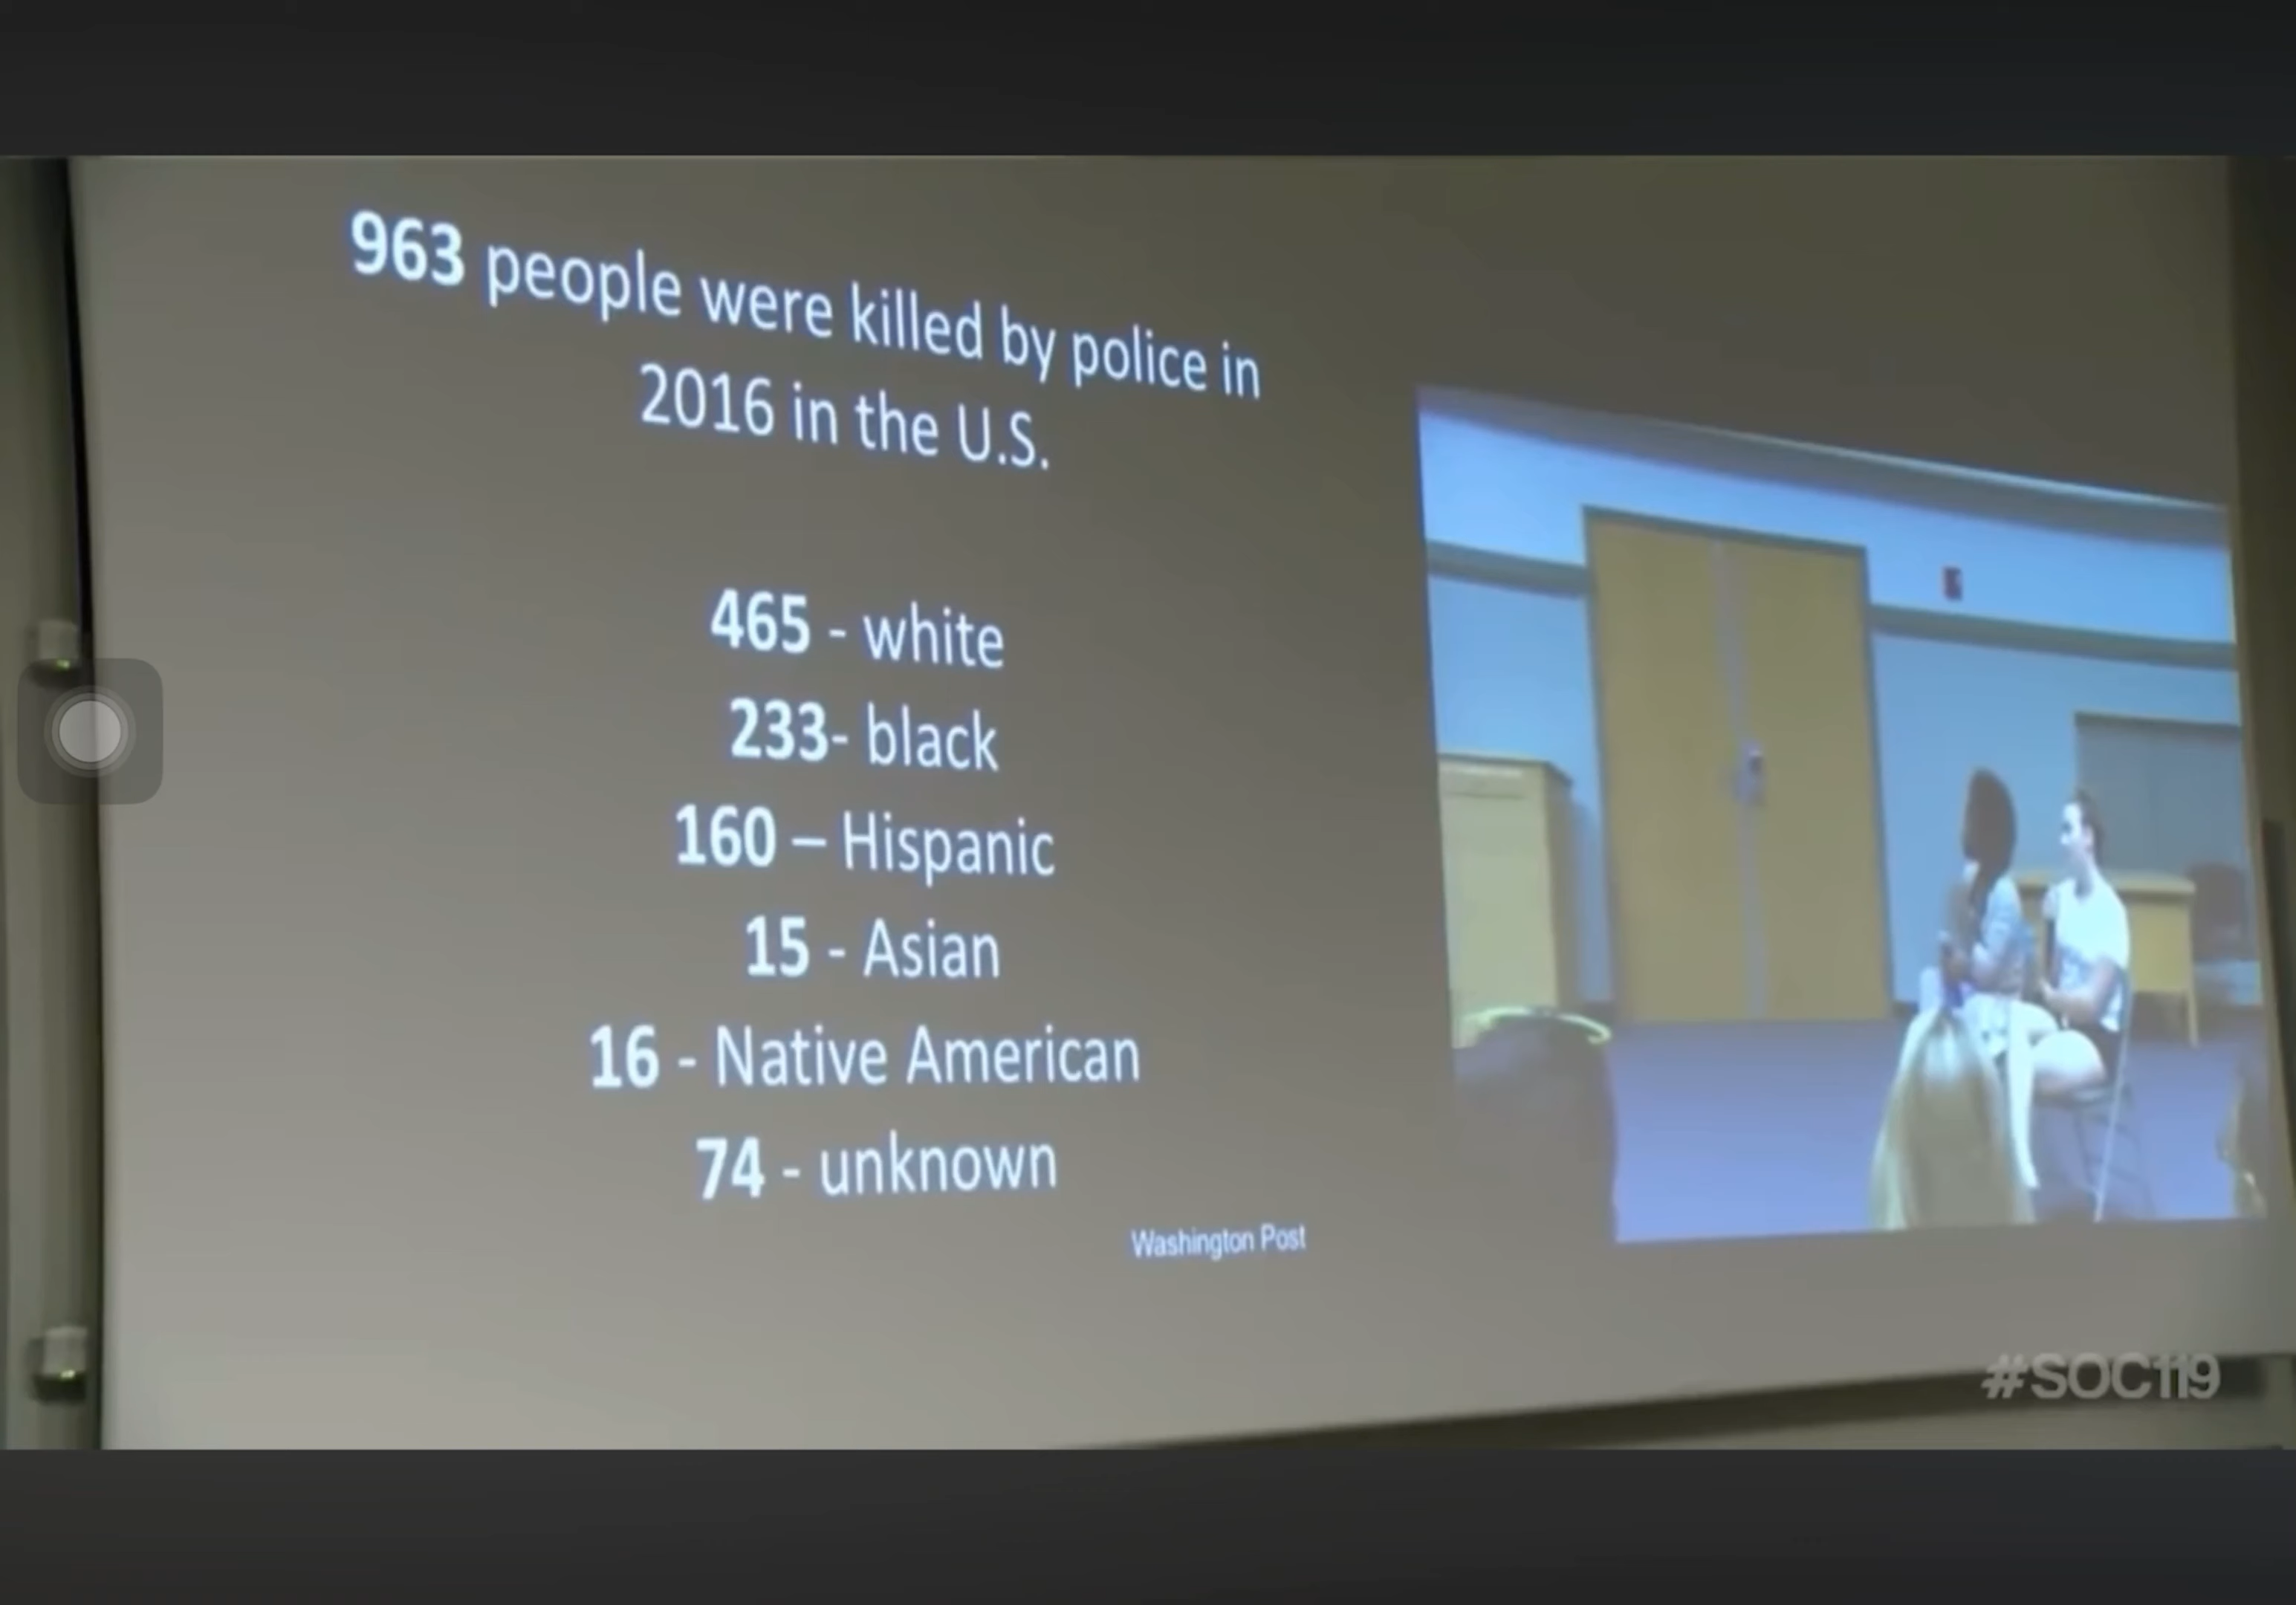 963 people were killed by police in
2016 in the U.S.
465 - white
233- black
160 – Hispanic
15 - Asian
16 - Native American
74 - unknown
Washington Post
#SOC119